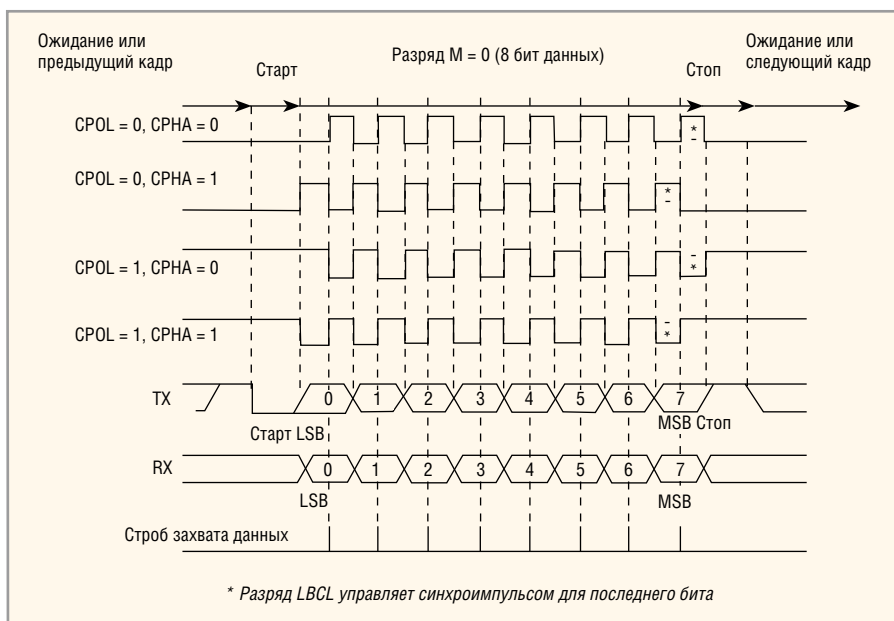 Ожидание или
предыдущий кадр
Старт
Разряд M = 0 (8 бит данных)
Стоп
Ожидание или
следующий кадр
CPOL = 0, CPHA = 0
*
-
CPOL = 0, CPHA = 1
*
-
CPOL = 1, CPHA = 0
-
*
CPOL = 1, CPHA = 1
-
*
TX
0 1 2 3 4 5 6 7
Старт LSB
MSB Стоп
RX
0 1 2 3 4 5 6 7
LSB
MSB
Строб захвата данных
* Разряд LBCL управляет синхроимпульсом для последнего бита